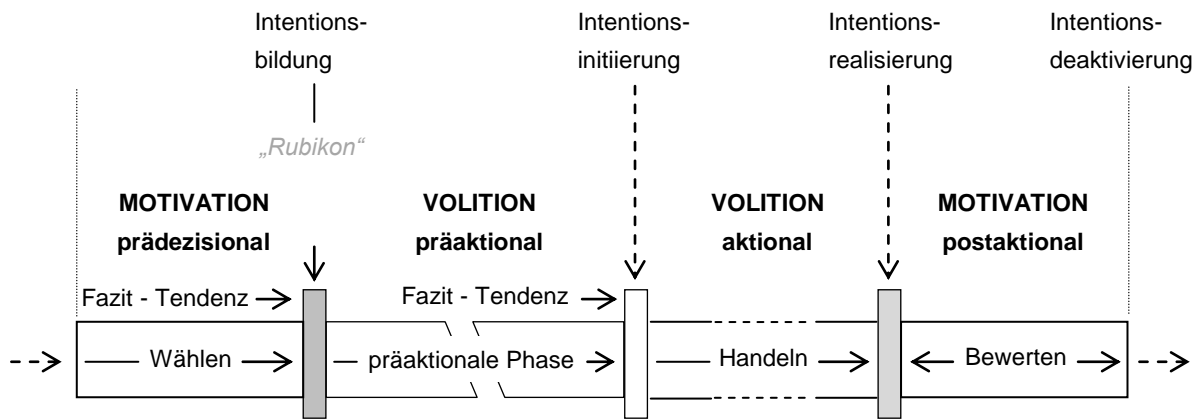 Intentions-
bildung
Intentions-
initiierung
Intentions-
realisierung
Intentions-
deaktivierung
„Rubikon“
MOTIVATION
prädezisional
VOLITION
präaktional
VOLITION
aktional
MOTIVATION
postaktional
Fazit - Tendenz
Fazit - Tendenz
Wählen
präaktionale Phase
Handeln
Bewerten